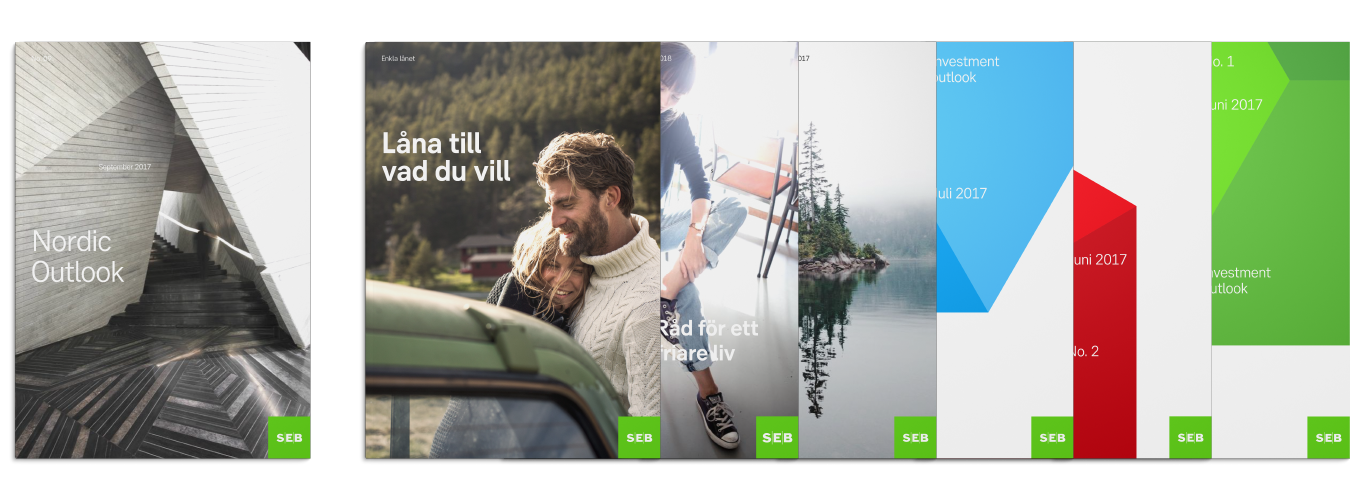 September 2017
Nordic
Outlook
SEB
Enkla lånet
Låna till
vad du vill
SEB
018
Råd för ett
friare liv
SEB
017
SEB
nvestment
utlook
uli 2017
SEB
uni 2017
No. 2
SEB
o. 1
uni 2017
nvestment
utlook
SEB